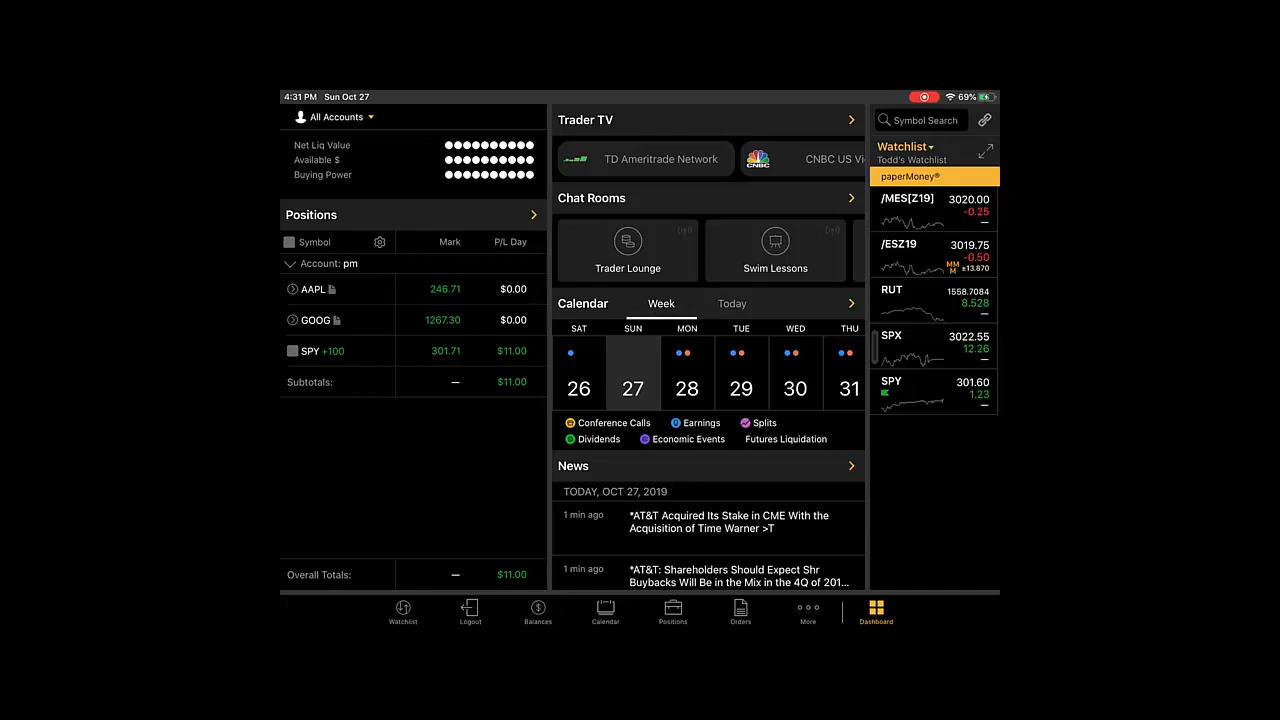 4:31 PM Sun Oct 27
69%
All Accounts
Net Liq Value
Available $
Buying Power
Positions
Symbol Mark P/L Day
Account: pm
AAPL 246.71 $0.00
GOOG 1267.30 $0.00
SPY +100 301.71 $11.00
Subtotals: — $11.00
Overall Totals: — $11.00
Trader TV
TD Ameritrade Network
CNBC CNBC US Vi
Chat Rooms
Trader Lounge
Swim Lessons
Calendar Week Today
SAT SUN MON TUE WED THU
26 27 28 29 30 31
Conference Calls Earnings Splits
Dividends Economic Events Futures Liquidation
News
TODAY, OCT 27, 2019
1 min ago *AT&T Acquired Its Stake in CME With the
Acquisition of Time Warner >T
1 min ago *AT&T: Shareholders Should Expect Shr
Buybacks Will Be in the Mix in the 4Q of 201...
Symbol Search
Watchlist
Todd's Watchlist
paperMoney®
/MES[Z19] 3020.00
-0.25
—
/ESZ19 3019.75
-0.50
MM
M ±13.870
RUT 1558.7084
8.528
—
SPX 3022.55
12.26
—
SPY 301.60
1.23
—
Watchlist Logout Balances Calendar Positions Orders More Dashboard